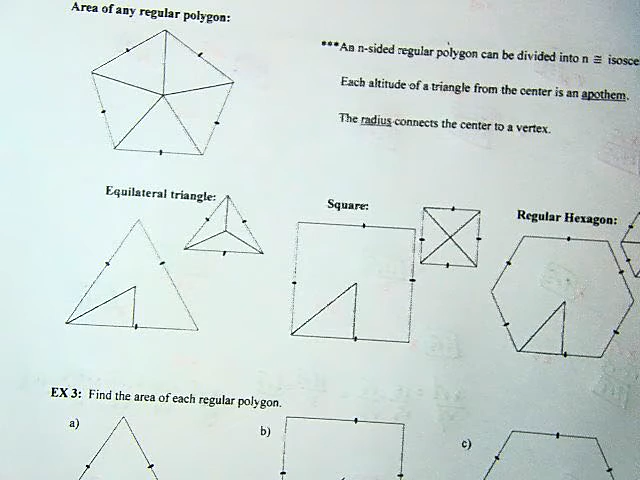 Area of any regular polygon:
***An n-sided regular polygon can be divided into n ≅ isosce
Each altitude of a triangle from the center is an apothem.
The radius connects the center to a vertex.
Equilateral triangle:
Square:
Regular Hexagon:
EX 3: Find the area of each regular polygon.
a)
b)
c)